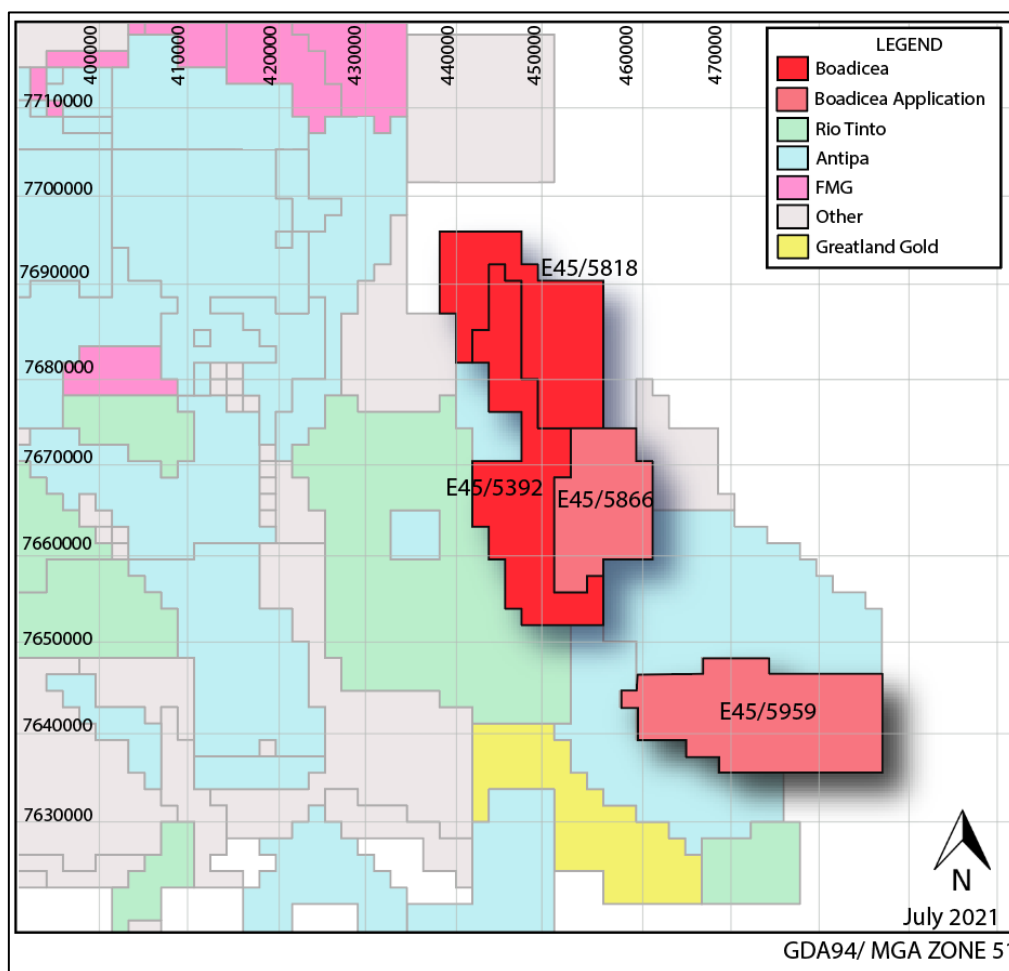 400000
410000
420000
430000
440000
450000
460000
470000
LEGEND
Boadicea
Boadicea Application
Rio Tinto
Antipa
FMG
Other
Greatland Gold
7710000
7700000
7690000
7680000
7670000
7660000
7650000
7640000
7630000
E45/5818
E45/5392
E45/5866
E45/5959
N
July 2021
GDA94/ MGA ZONE 51